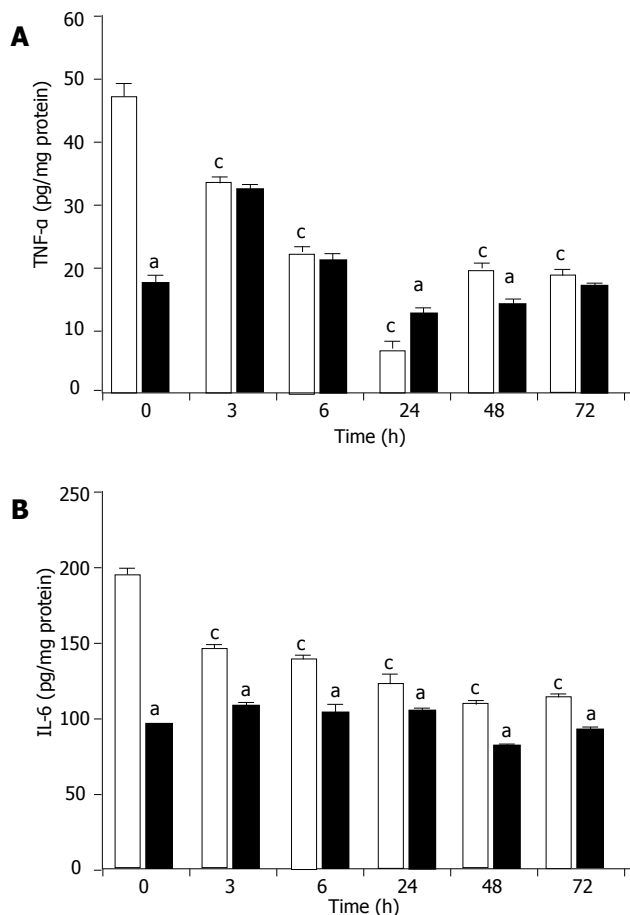 A
60
50
40
30
20
10
0
TNF-α (pg/mg protein)
a
c
c
c
a
c
a
c
0 3 6 24 48 72
Time (h)
B
250
200
150
100
50
0
IL-6 (pg/mg protein)
a
c
a
c
a
c
a
c
a
c
a
0 3 6 24 48 72
Time (h)